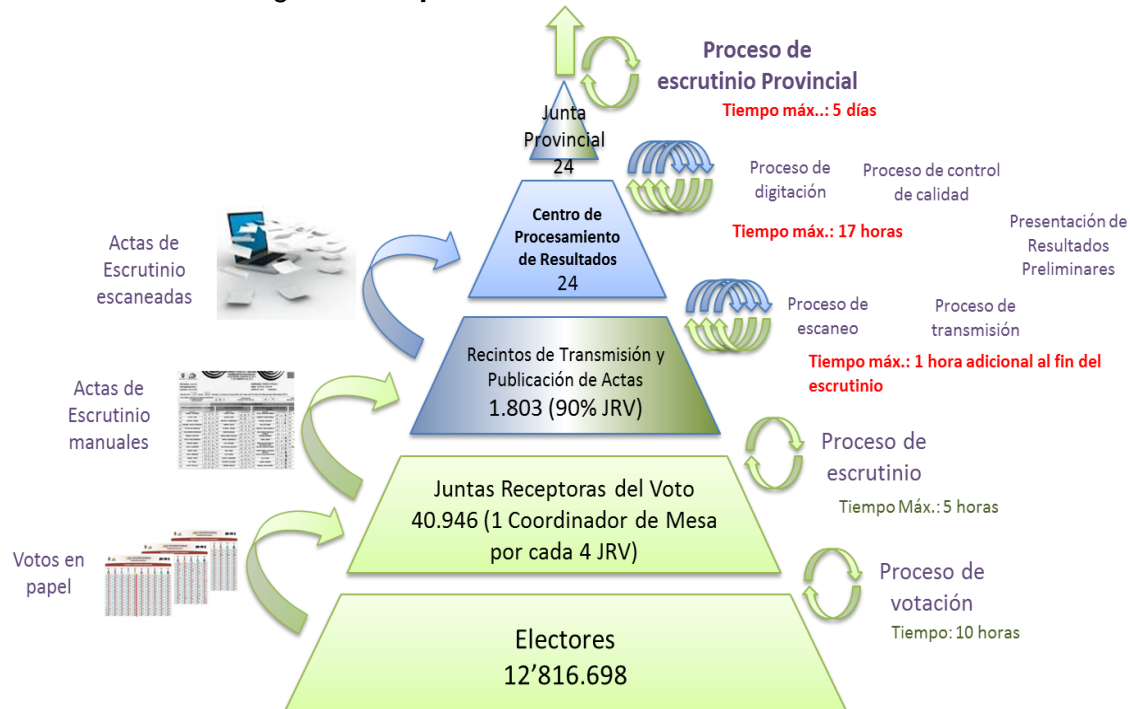 Proceso de
escrutinio Provincial
Tiempo máx..: 5 días
Junta
Provincial
24
Proceso de
digitación
Proceso de control
de calidad
Tiempo máx.: 17 horas
Presentación de
Resultados
Preliminares
Centro de
Procesamiento
de Resultados
24
Actas de
Escrutinio
escaneadas
Proceso de
escaneo
Proceso de
transmisión
Tiempo máx.: 1 hora adicional al fin del
escrutinio
Recintos de Transmisión y
Publicación de Actas
1.803 (90% JRV)
Actas de
Escrutinio
manuales
Proceso de
escrutinio
Tiempo Máx.: 5 horas
Juntas Receptoras del Voto
40.946 (1 Coordinador de Mesa
por cada 4 JRV)
Votos en
papel
Proceso de
votación
Tiempo: 10 horas
Electores
12’816.698